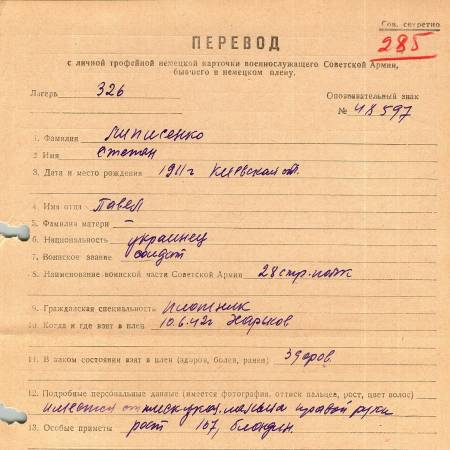 Сов. секретно
285
ПЕРЕВОД
с личной трофейной немецкой карточки военнослужащего Советской Армии,
бывшего в немецком плену.
Лагерь 326
Опознавательный знак
№ 48597
1. Фамилия Липисенко
2 Имя Степан
3. Дата и место рождения 1911г Киевская об.
4. Имя отца Павел
5. Фамилия матери —
6. Национальность украинец
7. Воинское звание солдат
8. Наименование воинской части Советской Армии 28 стр. полк
9. Гражданская специальность плотник
10. Когда и где взят в плен 10.6.42г Харьков
11. В каком состоянии взят в плен (здоров, болен, ранен) Здоров.
12. Подробные персональные данные (имеется фотография, оттиск пальцев, рост, цвет волос)
имеется оттиск указ. пальца правой руки
13. Особые приметы рост 167, блондин.